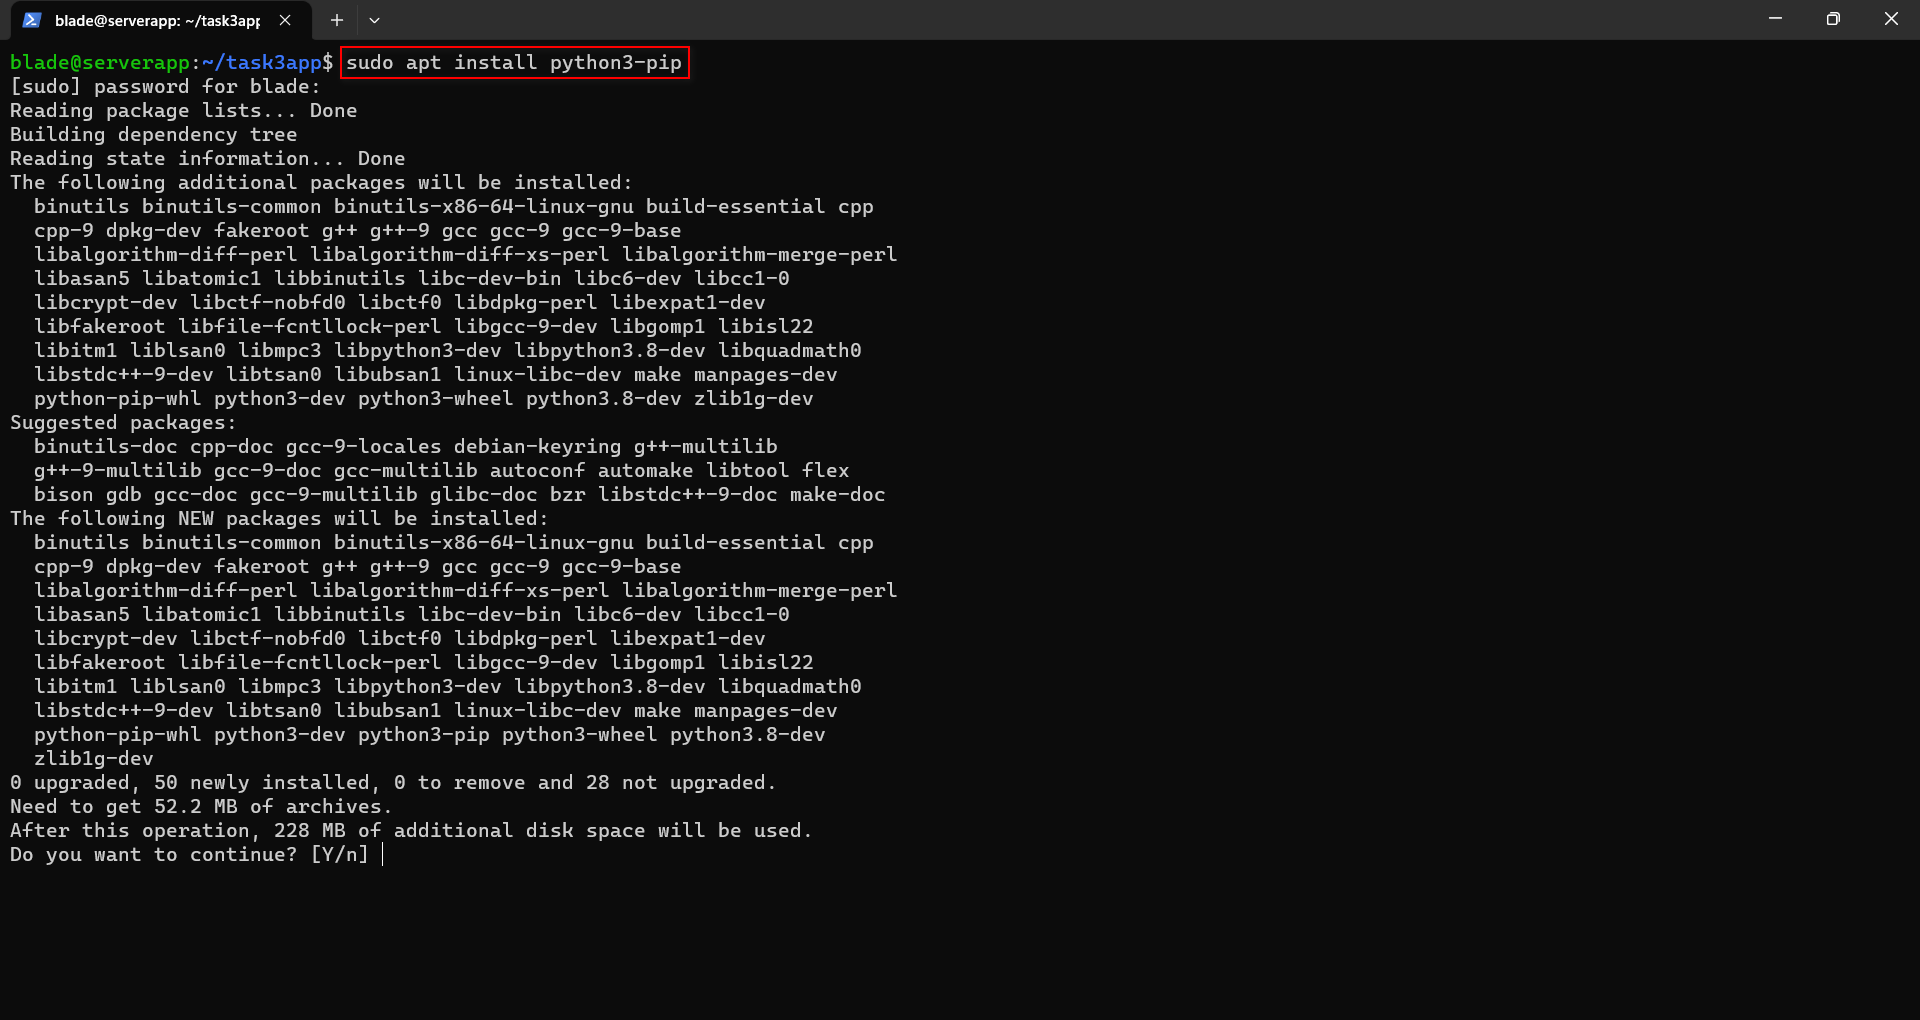 blade@serverapp: ~/task3app
blade@serverapp:~/task3app$ sudo apt install python3-pip
[sudo] password for blade:
Reading package lists... Done
Building dependency tree
Reading state information... Done
The following additional packages will be installed:
  binutils binutils-common binutils-x86-64-linux-gnu build-essential cpp
  cpp-9 dpkg-dev fakeroot g++ g++-9 gcc gcc-9 gcc-9-base
  libalgorithm-diff-perl libalgorithm-diff-xs-perl libalgorithm-merge-perl
  libasan5 libatomic1 libbinutils libc-dev-bin libc6-dev libcc1-0
  libcrypt-dev libctf-nobfd0 libctf0 libdpkg-perl libexpat1-dev
  libfakeroot libfile-fcntllock-perl libgcc-9-dev libgomp1 libisl22
  libitm1 liblsan0 libmpc3 libpython3-dev libpython3.8-dev libquadmath0
  libstdc++-9-dev libtsan0 libubsan1 linux-libc-dev make manpages-dev
  python-pip-whl python3-dev python3-wheel python3.8-dev zlib1g-dev
Suggested packages:
  binutils-doc cpp-doc gcc-9-locales debian-keyring g++-multilib
  g++-9-multilib gcc-9-doc gcc-multilib autoconf automake libtool flex
  bison gdb gcc-doc gcc-9-multilib glibc-doc bzr libstdc++-9-doc make-doc
The following NEW packages will be installed:
  binutils binutils-common binutils-x86-64-linux-gnu build-essential cpp
  cpp-9 dpkg-dev fakeroot g++ g++-9 gcc gcc-9 gcc-9-base
  libalgorithm-diff-perl libalgorithm-diff-xs-perl libalgorithm-merge-perl
  libasan5 libatomic1 libbinutils libc-dev-bin libc6-dev libcc1-0
  libcrypt-dev libctf-nobfd0 libctf0 libdpkg-perl libexpat1-dev
  libfakeroot libfile-fcntllock-perl libgcc-9-dev libgomp1 libisl22
  libitm1 liblsan0 libmpc3 libpython3-dev libpython3.8-dev libquadmath0
  libstdc++-9-dev libtsan0 libubsan1 linux-libc-dev make manpages-dev
  python-pip-whl python3-dev python3-pip python3-wheel python3.8-dev
  zlib1g-dev
0 upgraded, 50 newly installed, 0 to remove and 28 not upgraded.
Need to get 52.2 MB of archives.
After this operation, 228 MB of additional disk space will be used.
Do you want to continue? [Y/n]